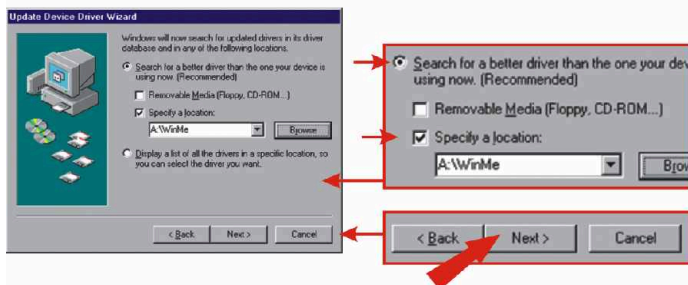 Update Device Driver Wizard
Windows will now search for updated drivers in its driver
database and in any of the following locations.
Search for a better driver than the one your device is
using now. (Recommended)
Removable Media (Floppy, CD-ROM...)
Specify a location:
A:\WinMe
Browse
Display a list of all the drivers in a specific location, so
you can select the driver you want.
< Back
Next >
Cancel
Search for a better driver than the one your dev
using now. (Recommended)
Removable Media (Floppy, CD-ROM...)
Specify a location:
A:\WinMe
Brow
< Back
Next >
Cancel